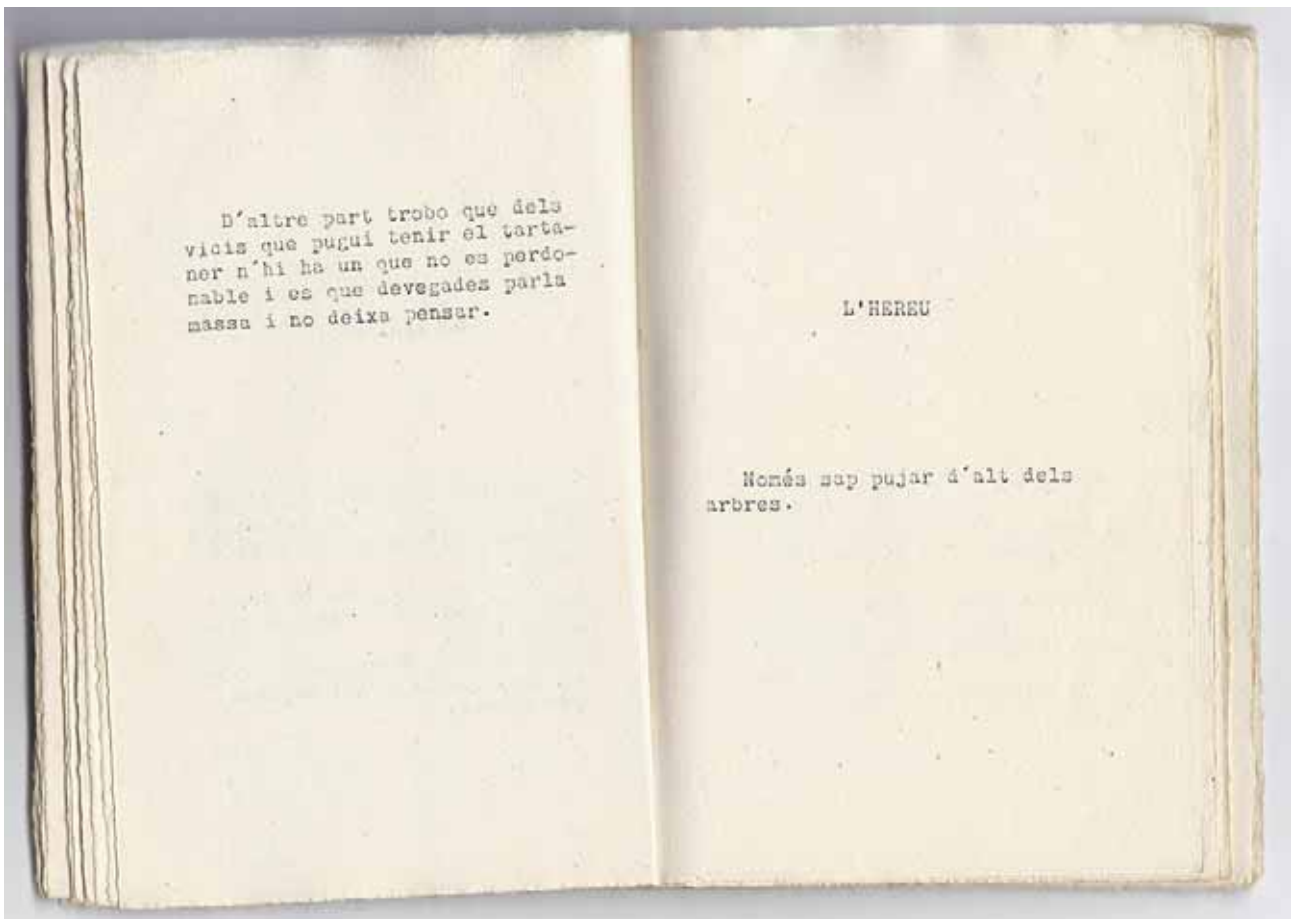 D´altre part trobo que dels
vicis que pugui tenir el tarta-
ner n´hi ha un que no es perdo-
nable i es que devegades parla
massa i no deixa pensar.
L'HEREU
Només sap pujar d´alt dels
arbres.